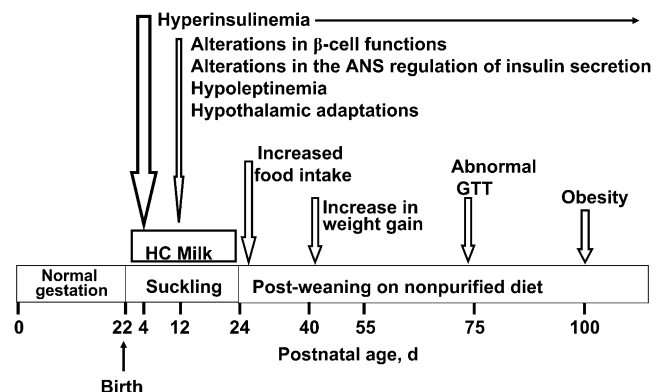 Hyperinsulinemia
Alterations in β-cell functions
Alterations in the ANS regulation of insulin secretion
Hypoleptinemia
Hypothalamic adaptations
Increased
food intake
Increase in
weight gain
Abnormal
GTT
Obesity
HC Milk
Normal
gestation
Suckling
Post-weaning on nonpurified diet
0 22 4 12 24 40 55 75 100
Postnatal age, d
Birth